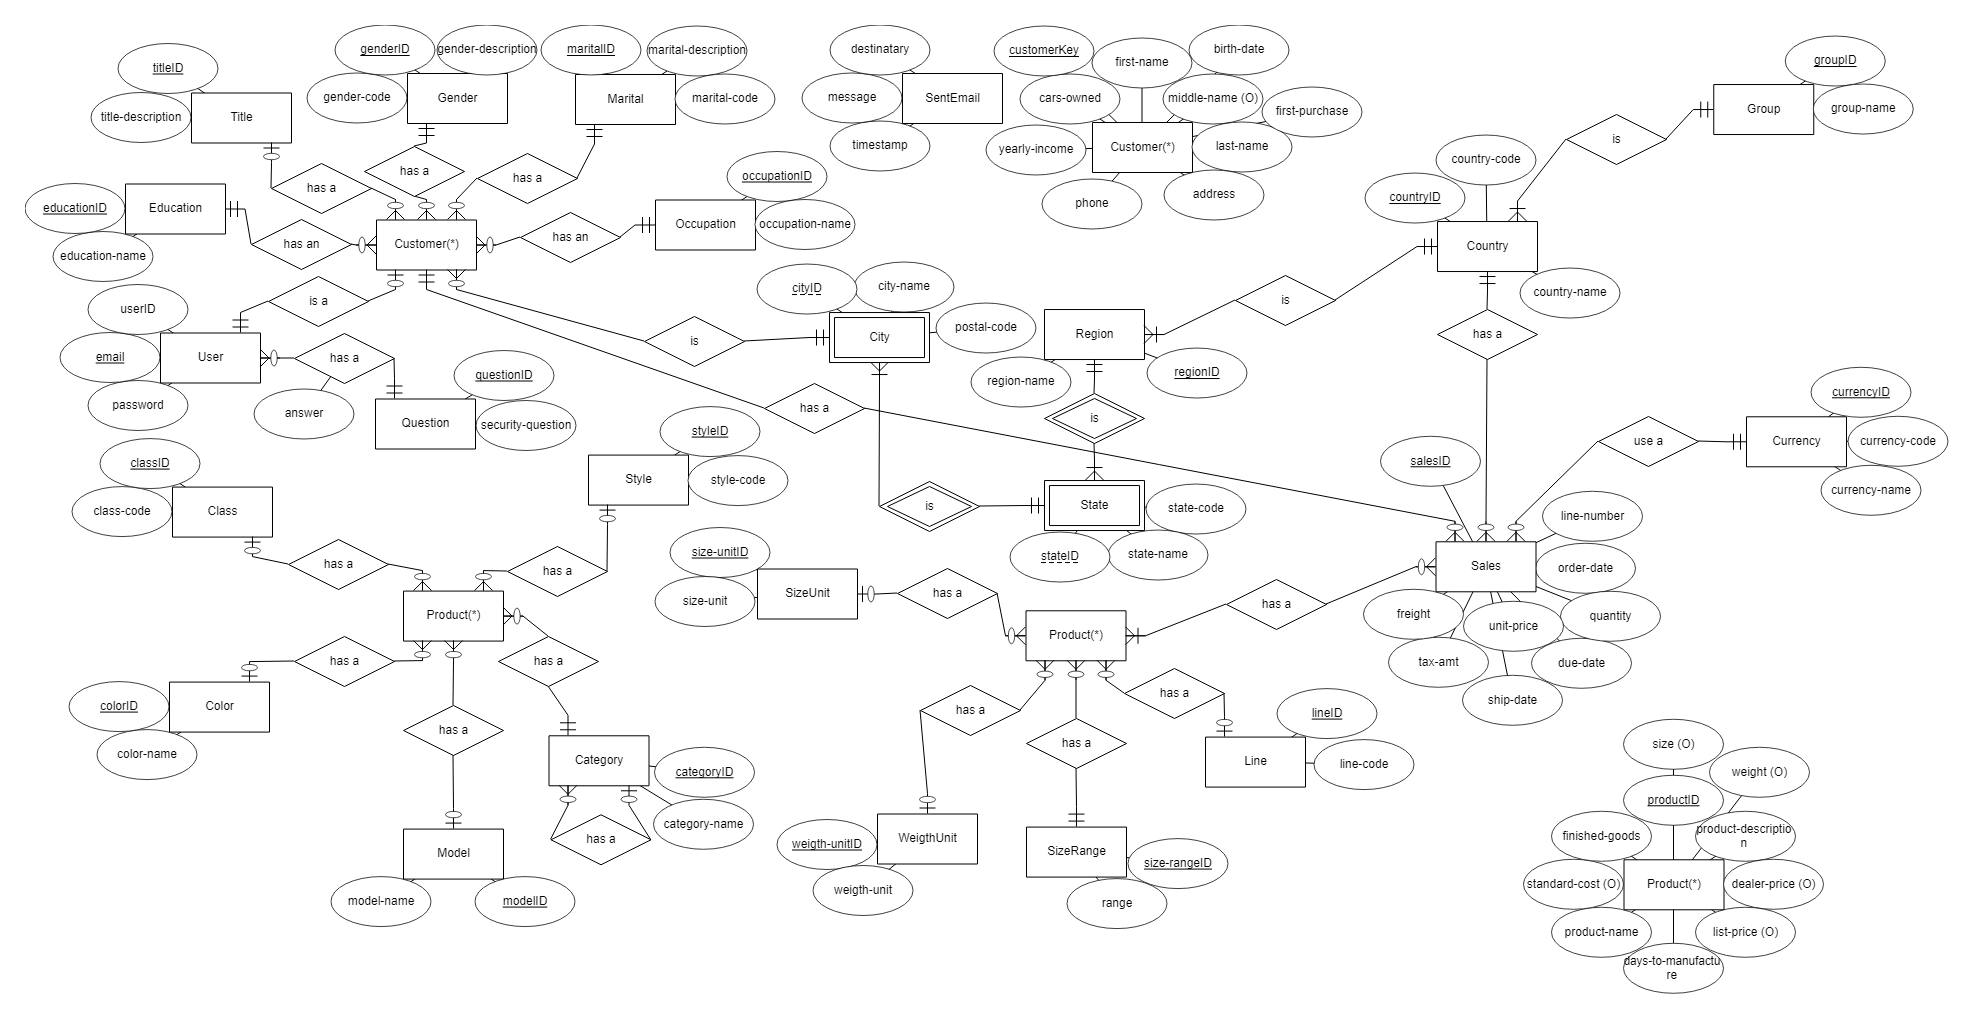 genderID
gender-description
maritalID
marital-description
destinatary
customerKey
first-name
birth-date
groupID
titleID
gender-code
Gender
Marital
marital-code
message
SentEmail
cars-owned
middle-name (O)
first-purchase
Group
group-name
title-description
Title
timestamp
yearly-income
Customer(*)
last-name
is
country-code
has a
has a
has a
occupationID
phone
address
countryID
educationID
Education
has an
Customer(*)
has an
Occupation
occupation-name
Country
education-name
country-name
userID
is a
cityID
city-name
is
email
User
has a
is
City
postal-code
Region
has a
password
answer
questionID
Question
security-question
region-name
regionID
has a
is
currencyID
classID
styleID
use a
Currency
currency-code
currency-name
salesID
class-code
Class
Style
style-code
is
State
state-code
line-number
size-unitID
stateID
state-name
has a
has a
size-unit
SizeUnit
has a
Sales
order-date
Product(*)
Product(*)
has a
freight
unit-price
quantity
has a
has a
tax-amt
due-date
colorID
Color
has a
has a
has a
lineID
ship-date
color-name
has a
Line
line-code
size (O)
Category
categoryID
weight (O)
category-name
productID
has a
weigth-unitID
WeigthUnit
SizeRange
size-rangeID
finished-goods
product-descriptio
n
Model
weigth-unit
range
standard-cost (O)
Product(*)
dealer-price (O)
model-name
modelID
product-name
list-price (O)
days-to-manufactu
re